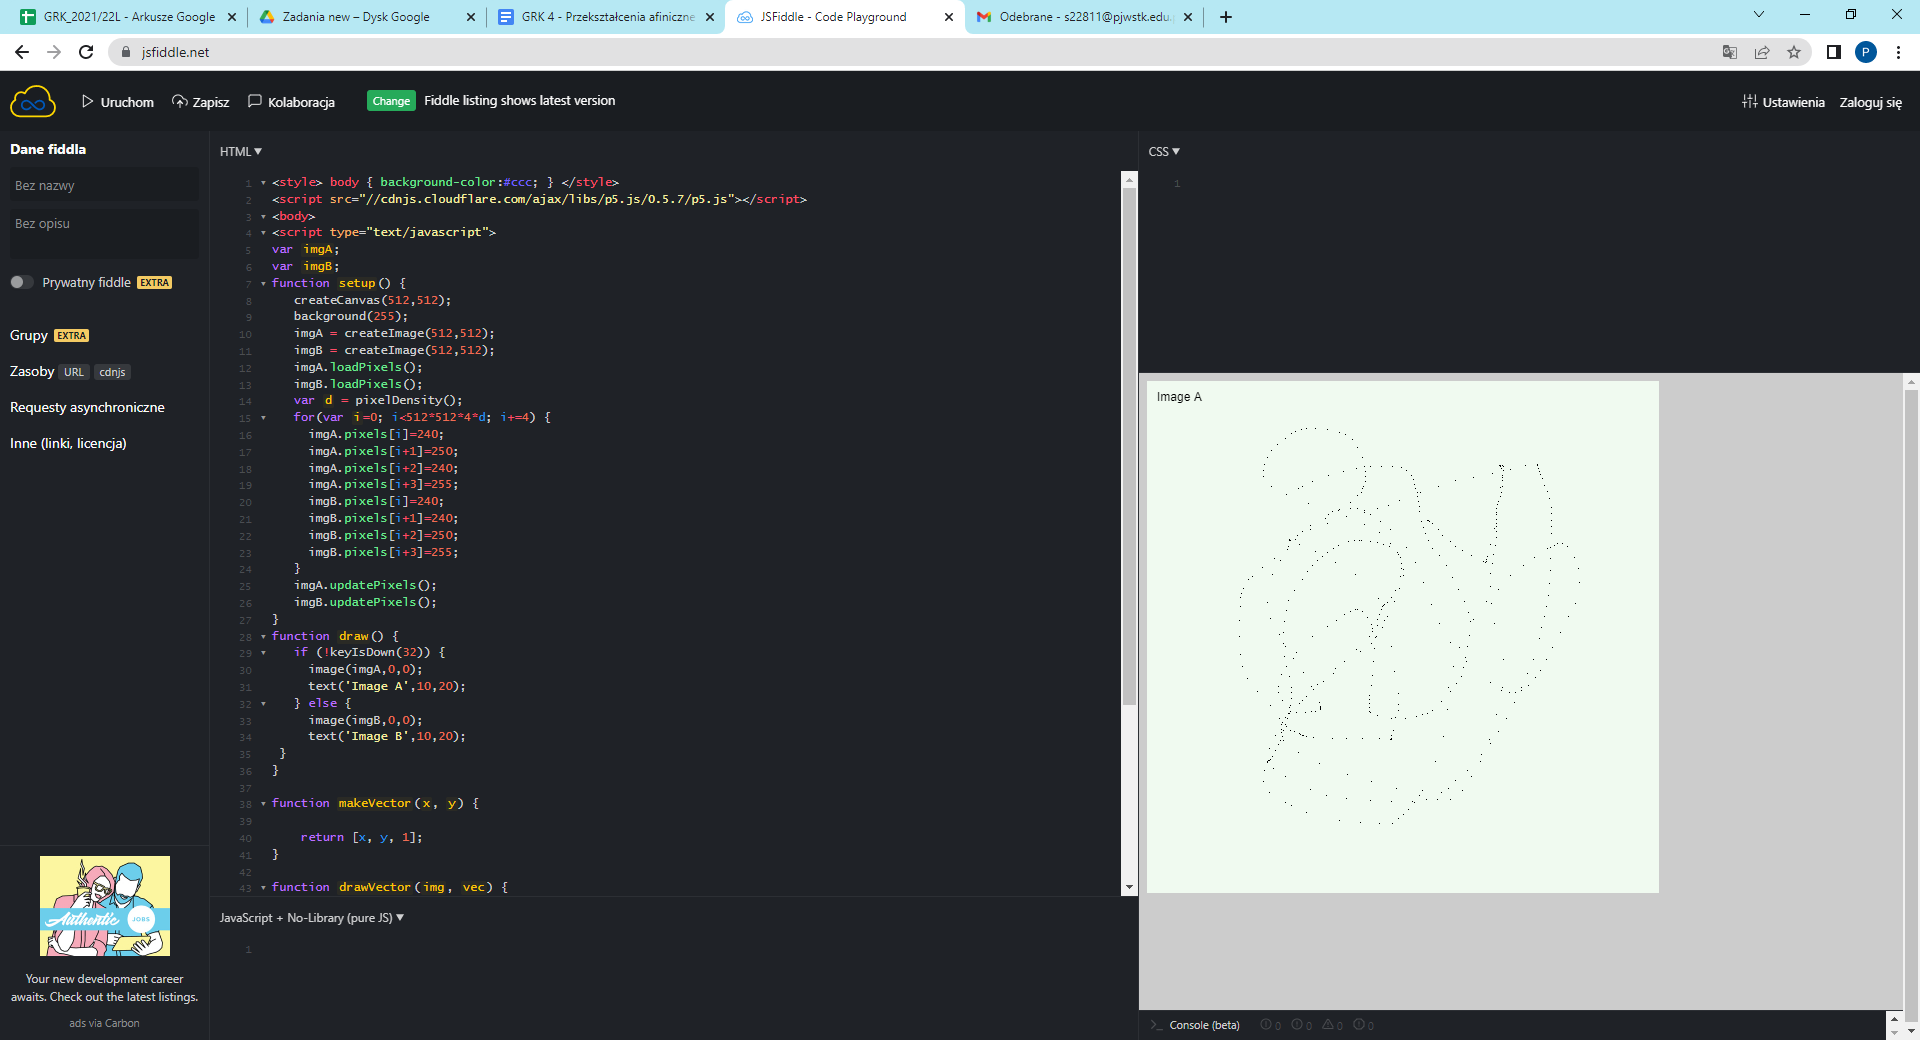 GRK_2021/22L - Arkusze Google
Zadania new – Dysk Google
GRK 4 - Przekształcenia afiniczne
JSFiddle - Code Playground
Odebrane - s22811@pjwstk.edu.
jsfiddle.net
P
Uruchom
Zapisz
Kolaboracja
Change
Fiddle listing shows latest version
Ustawienia
Zaloguj się
Dane fiddla
Bez nazwy
Bez opisu
Prywatny fiddle EXTRA
Grupy EXTRA
Zasoby URL cdnjs
Requesty asynchroniczne
Inne (linki, licencja)
Authentic JOBS
Your new development career
awaits. Check out the latest listings.
ads via Carbon
HTML
1 <style> body { background-color:#ccc; } </style>
2 <script src="//cdnjs.cloudflare.com/ajax/libs/p5.js/0.5.7/p5.js"></script>
3 <body>
4 <script type="text/javascript">
5 var imgA;
6 var imgB;
7 function setup() {
8 createCanvas(512,512);
9 background(255);
10 imgA = createImage(512,512);
11 imgB = createImage(512,512);
12 imgA.loadPixels();
13 imgB.loadPixels();
14 var d = pixelDensity();
15 for(var i=0; i<512*512*4*d; i+=4) {
16 imgA.pixels[i]=240;
17 imgA.pixels[i+1]=250;
18 imgA.pixels[i+2]=240;
19 imgA.pixels[i+3]=255;
20 imgB.pixels[i]=240;
21 imgB.pixels[i+1]=240;
22 imgB.pixels[i+2]=250;
23 imgB.pixels[i+3]=255;
24 }
25 imgA.updatePixels();
26 imgB.updatePixels();
27 }
28 function draw() {
29 if (!keyIsDown(32)) {
30 image(imgA,0,0);
31 text('Image A',10,20);
32 } else {
33 image(imgB,0,0);
34 text('Image B',10,20);
35 }
36 }
37
38 function makeVector(x, y) {
39
40 return [x, y, 1];
41 }
42
43 function drawVector(img, vec) {
JavaScript + No-Library (pure JS)
1
CSS
1
Image A
Console (beta)
0 0 0 0